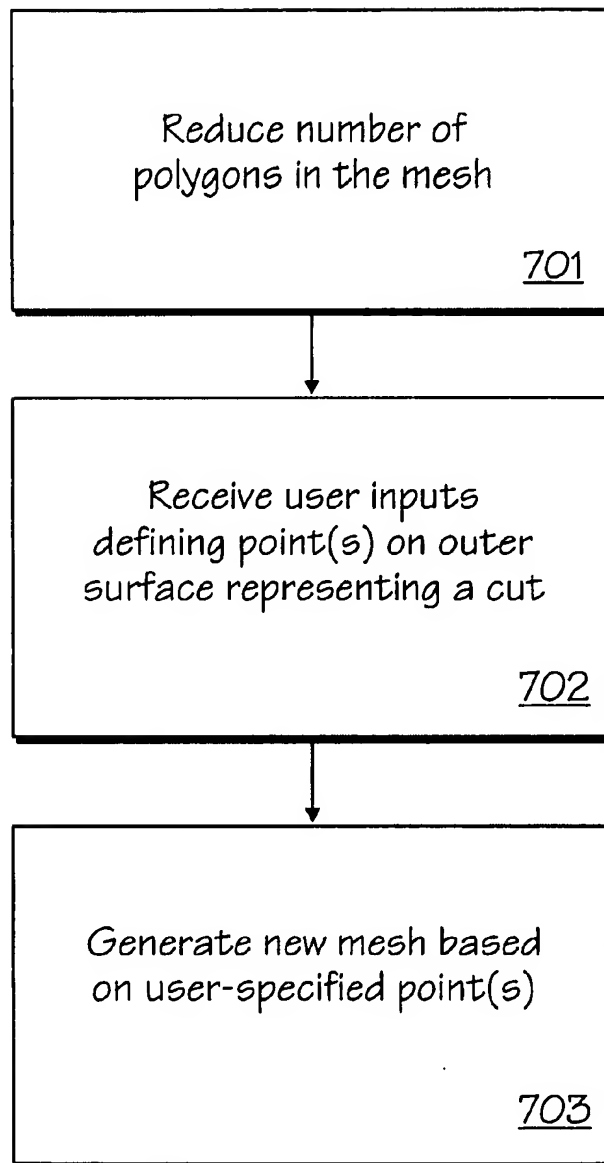 Reduce number of
polygons in the mesh
701
Receive user inputs
defining point(s) on outer
surface representing a cut
702
Generate new mesh based
on user-specified point(s)
703